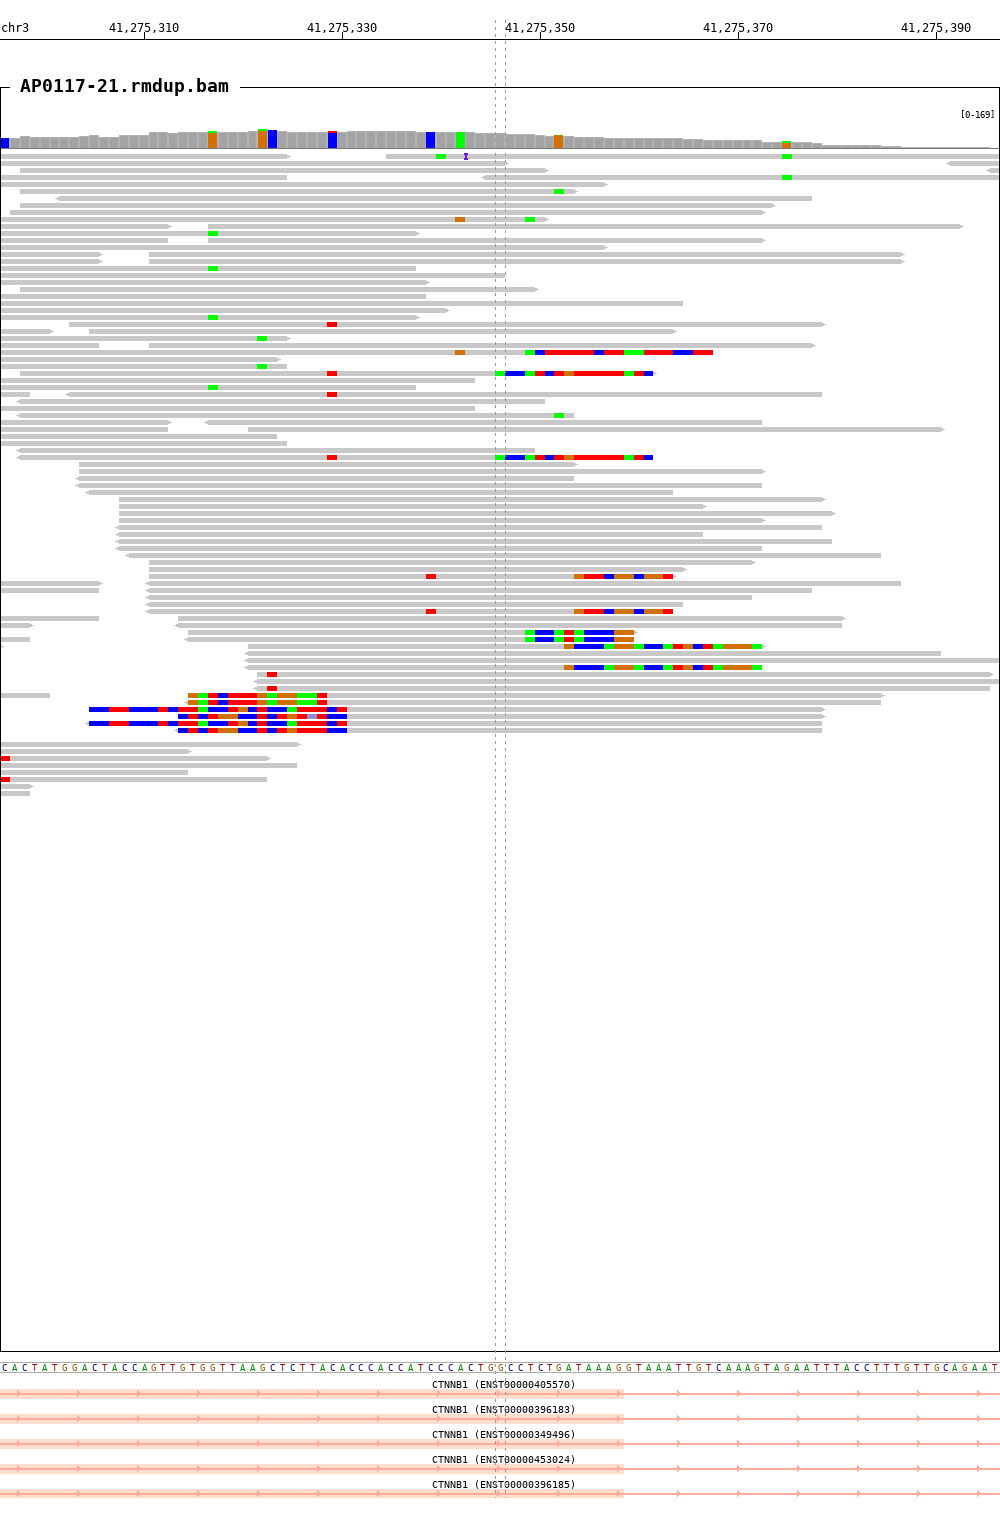 chr3 41,275,310 41,275,330 41,275,350 41,275,370 41,275,390
AP0117-21.rmdup.bam
[0-169]
I
CACTATGGACTACCAGTTGTGGTTAAGCTCTTACACCCACCATCCCACTGGCCTCTGATAAAGGTAAATTGTCAAAGTAGAATTTACCTTTGTTGCAGAAT
CTNNB1 (ENST00000405570)
CTNNB1 (ENST00000396183)
CTNNB1 (ENST00000349496)
CTNNB1 (ENST00000453024)
CTNNB1 (ENST00000396185)